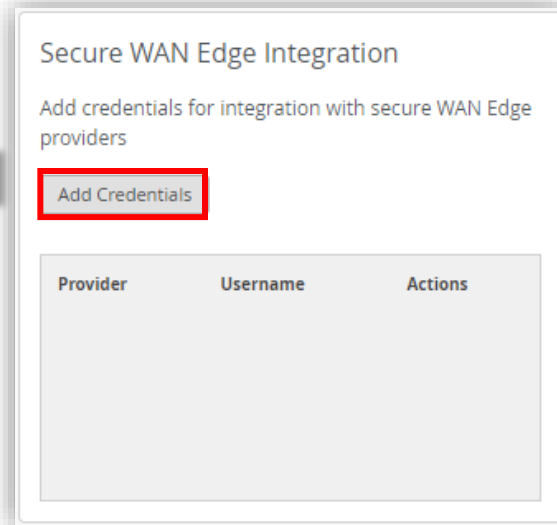 Secure WAN Edge Integration
Add credentials for integration with secure WAN Edge
providers
Add Credentials
Provider Username Actions